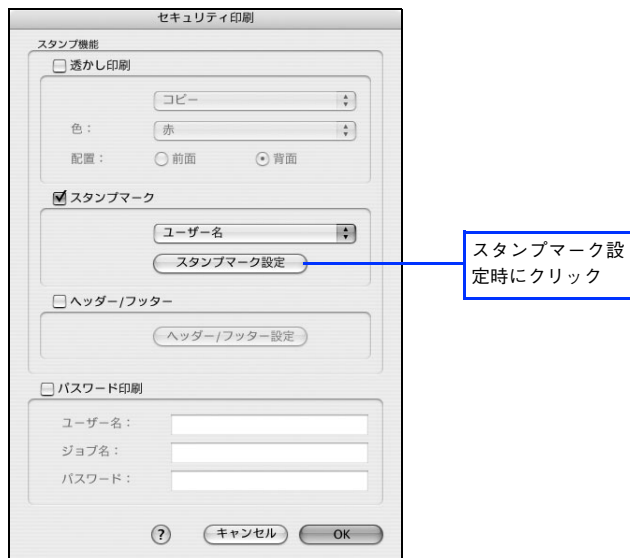 セキュリティ印刷
スタンプ機能
透かし印刷
コピー
色：
赤
配置：
前面
背面
スタンプマーク
ユーザー名
スタンプマーク設定
スタンプマーク設
定時にクリック
ヘッダー/フッター
ヘッダー/フッター設定
パスワード印刷
ユーザー名：
ジョブ名：
パスワード：
?
キャンセル
OK